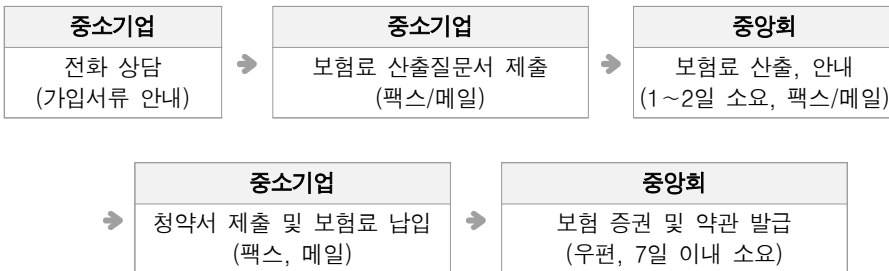 중소기업
전화 상담
(가입서류 안내)
중소기업
보험료 산출질문서 제출
(팩스/메일)
중앙회
보험료 산출, 안내
(1~2일 소요, 팩스/메일)
중소기업
청약서 제출 및 보험료 납입
(팩스, 메일)
중앙회
보험 증권 및 약관 발급
(우편, 7일 이내 소요)